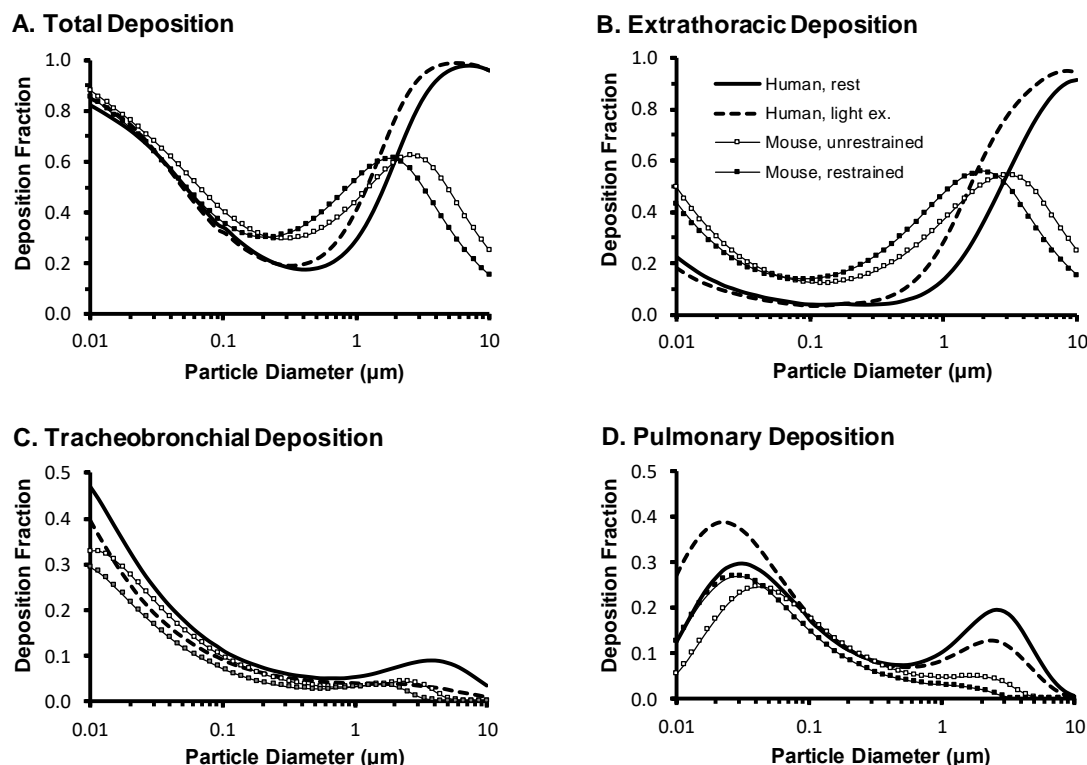 A. Total Deposition
Deposition Fraction
1.0
0.8
0.6
0.4
0.2
0.0
0.01
0.1
1
10
Particle Diameter (µm)
B. Extrathoracic Deposition
Deposition Fraction
1.0
0.8
0.6
0.4
0.2
0.0
Human, rest
Human, light ex.
Mouse, unrestrained
Mouse, restrained
0.01
0.1
1
10
Particle Diameter (µm)
C. Tracheobronchial Deposition
Deposition Fraction
0.5
0.4
0.3
0.2
0.1
0.0
0.01
0.1
1
10
Particle Diameter (µm)
D. Pulmonary Deposition
Deposition Fraction
0.5
0.4
0.3
0.2
0.1
0.0
0.01
0.1
1
10
Particle Diameter (µm)